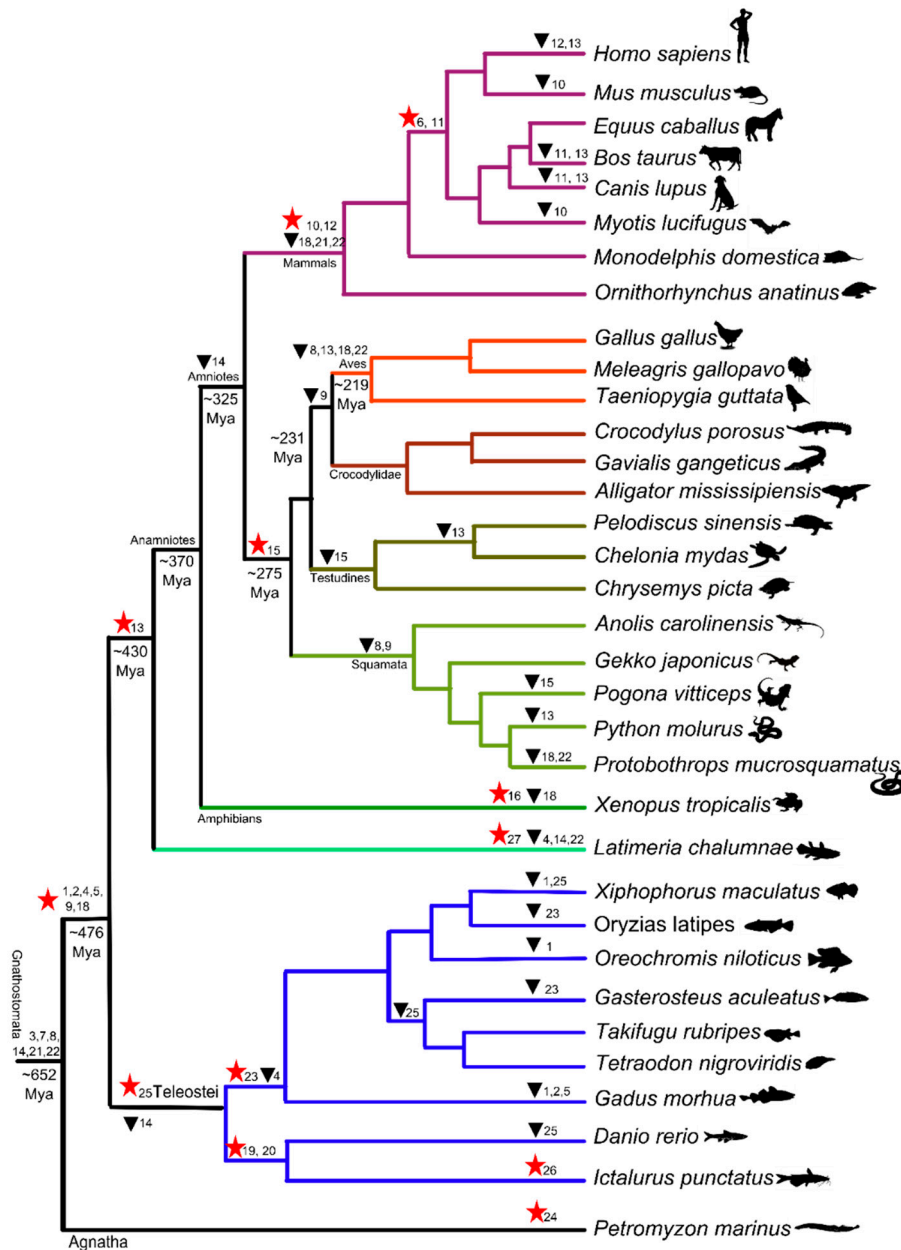 12, 13
Homo sapiens
10
Mus musculus
6, 11
Equus caballus
11, 13
Bos taurus
11, 13
Canis lupus
10
Myotis lucifugus
10,12
18,21,22
Mammals
Monodelphis domestica
Ornithorhynchus anatinus
Gallus gallus
8,13,18,22
Aves
14
Amniotes
Meleagris gallopavo
9
~219
Mya
~325
Mya
Taeniopygia guttata
~231
Mya
Crocodylus porosus
Gavialis gangeticus
Crocodylidae
Alligator mississipiensis
13
Pelodiscus sinensis
Anamniotes
15
15
Chelonia mydas
~370
Mya
~275
Mya
Testudines
Chrysemys picta
13
Anolis carolinensis
~430
Mya
8,9
Squamata
Gekko japonicus
15
Pogona vitticeps
13
Python molurus
18,22
Protobothrops mucrosquamatus
16
18
Xenopus tropicalis
Amphibians
27
4,14,22
Latimeria chalumnae
1,2,4,5,
9,18
1,25
Xiphophorus maculatus
~476
Mya
23
Oryzias latipes
Gnathostomata
1
Oreochromis niloticus
23
Gasterosteus aculeatus
25
3,7,8,
14,21,22
Takifugu rubripes
~652
Mya
Tetraodon nigroviridis
23
4
25
Teleostei
1,2,5
Gadus morhua
14
25
Danio rerio
19, 20
26
Ictalurus punctatus
24
Petromyzon marinus
Agnatha